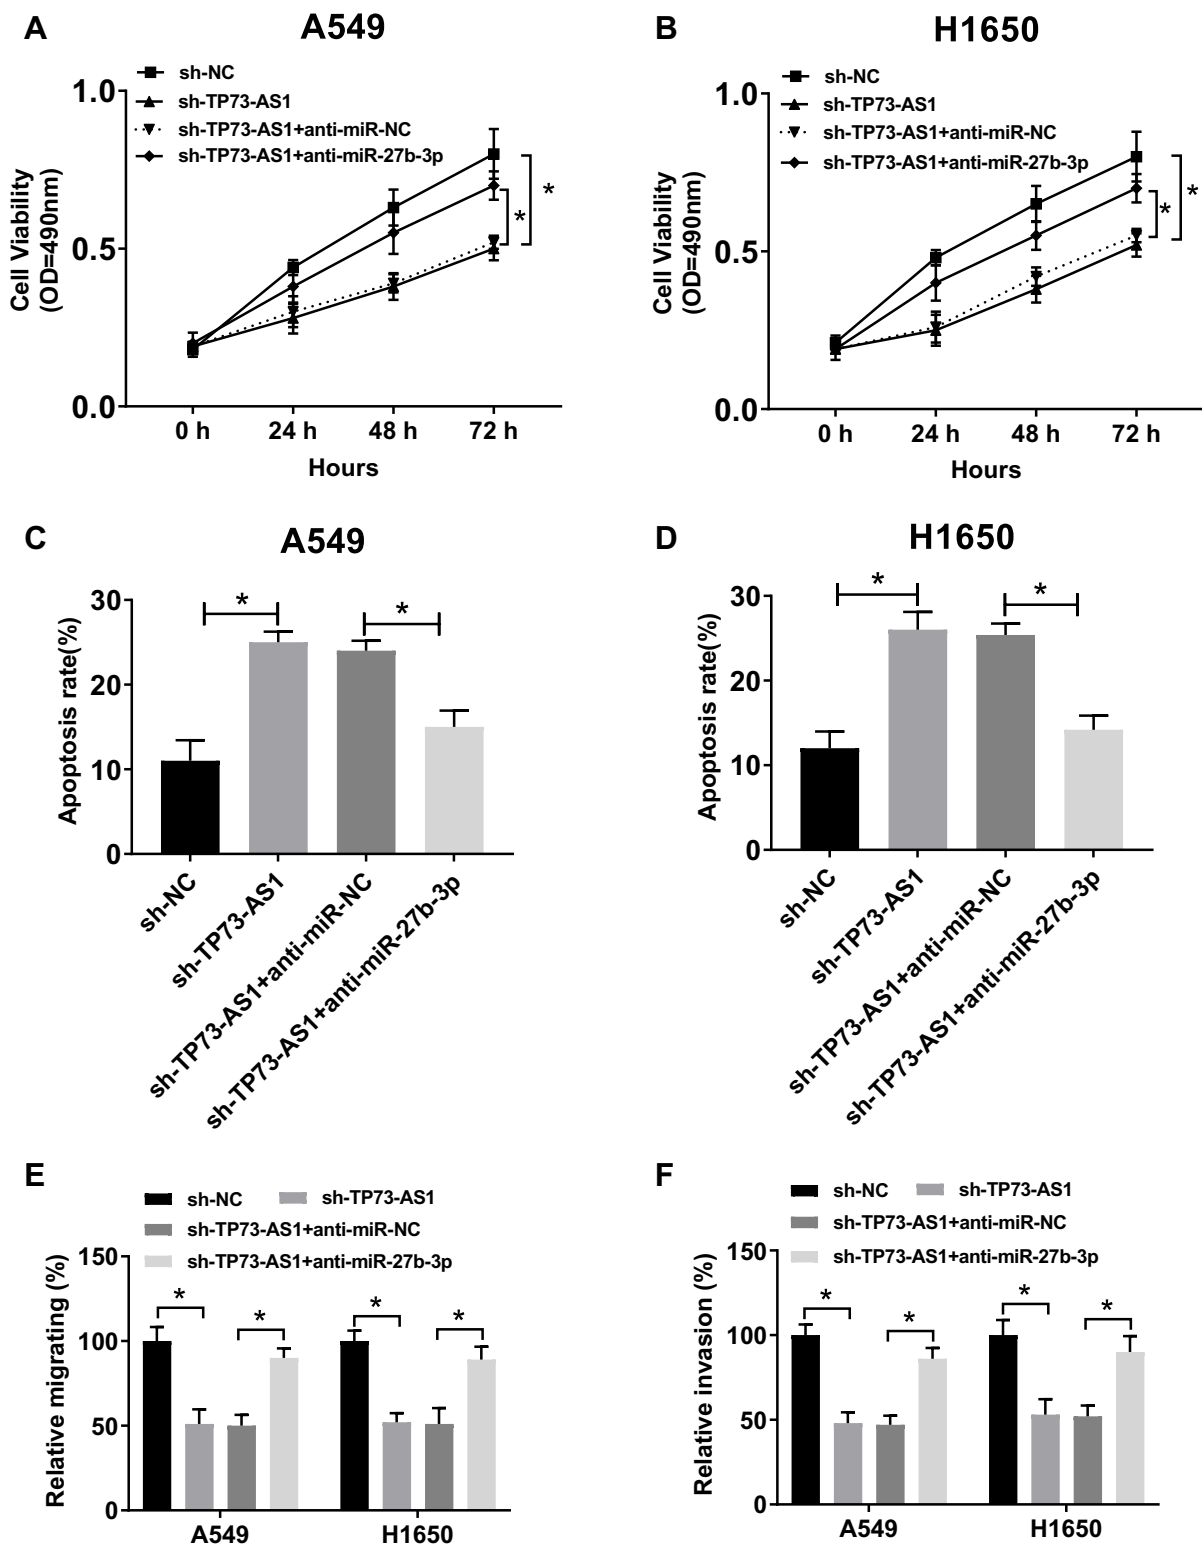 A
A549
sh-NC
sh-TP73-AS1
sh-TP73-AS1+anti-miR-NC
sh-TP73-AS1+anti-miR-27b-3p
1.0
0.5
0.0
Cell Viability
(OD=490nm)
*
*
0 h 24 h 48 h 72 h
Hours
B
H1650
sh-NC
sh-TP73-AS1
sh-TP73-AS1+anti-miR-NC
sh-TP73-AS1+anti-miR-27b-3p
1.0
0.5
0.0
Cell Viability
(OD=490nm)
*
*
0 h 24 h 48 h 72 h
Hours
C
A549
30
20
10
0
Apoptosis rate(%)
* *
sh-NC
sh-TP73-AS1
sh-TP73-AS1+anti-miR-NC
sh-TP73-AS1+anti-miR-27b-3p
D
H1650
30
20
10
0
Apoptosis rate(%)
* *
sh-NC
sh-TP73-AS1
sh-TP73-AS1+anti-miR-NC
sh-TP73-AS1+anti-miR-27b-3p
E
sh-NC sh-TP73-AS1
sh-TP73-AS1+anti-miR-NC
sh-TP73-AS1+anti-miR-27b-3p
150
100
50
0
Relative migrating (%)
* * * *
A549 H1650
F
sh-NC sh-TP73-AS1
sh-TP73-AS1+anti-miR-NC
sh-TP73-AS1+anti-miR-27b-3p
150
100
50
0
Relative invasion (%)
* * * *
A549 H1650